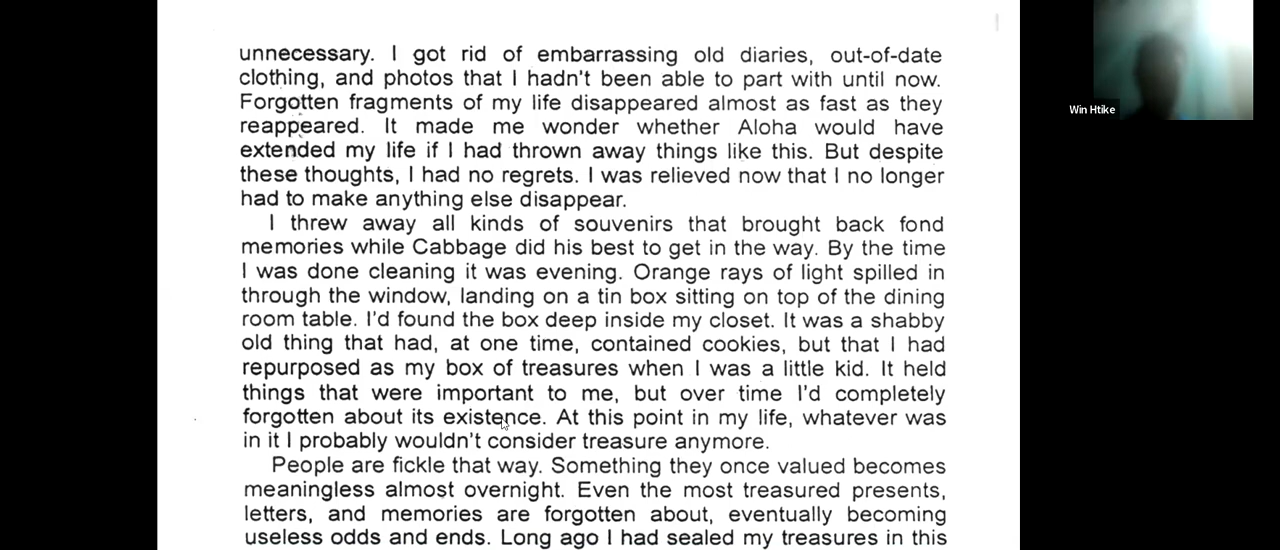 unnecessary. I got rid of embarrassing old diaries, out-of-date
clothing, and photos that I hadn't been able to part with until now.
Forgotten fragments of my life disappeared almost as fast as they
reappeared. It made me wonder whether Aloha would have
extended my life if I had thrown away things like this. But despite
these thoughts, I had no regrets. I was relieved now that I no longer
had to make anything else disappear.
I threw away all kinds of souvenirs that brought back fond
memories while Cabbage did his best to get in the way. By the time
I was done cleaning it was evening. Orange rays of light spilled in
through the window, landing on a tin box sitting on top of the dining
room table. I'd found the box deep inside my closet. It was a shabby
old thing that had, at one time, contained cookies, but that I had
repurposed as my box of treasures when I was a little kid. It held
things that were important to me, but over time I'd completely
forgotten about its existence. At this point in my life, whatever was
in it I probably wouldn't consider treasure anymore.
People are fickle that way. Something they once valued becomes
meaningless almost overnight. Even the most treasured presents,
letters, and memories are forgotten about, eventually becoming
useless odds and ends. Long ago I had sealed my treasures in this
Win Htike